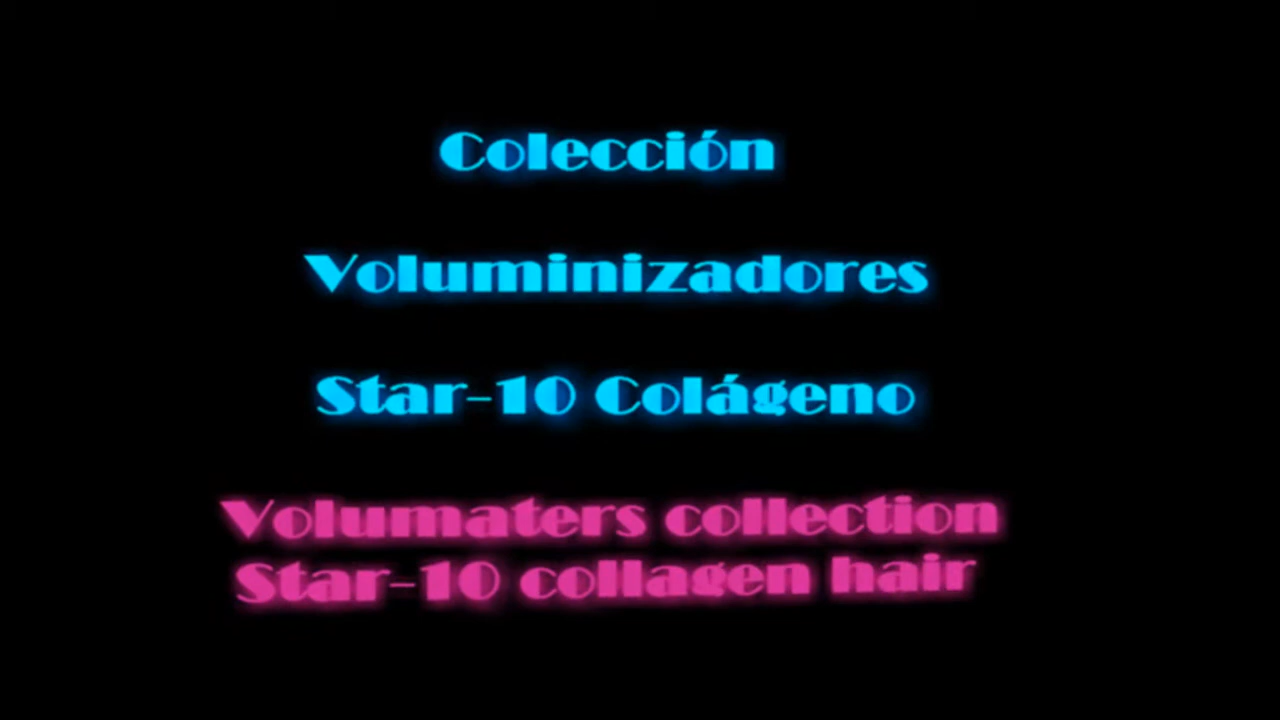 Colección
Voluminizadores
Star-10 Colágeno
Volumaters collection
Star-10 collagen hair